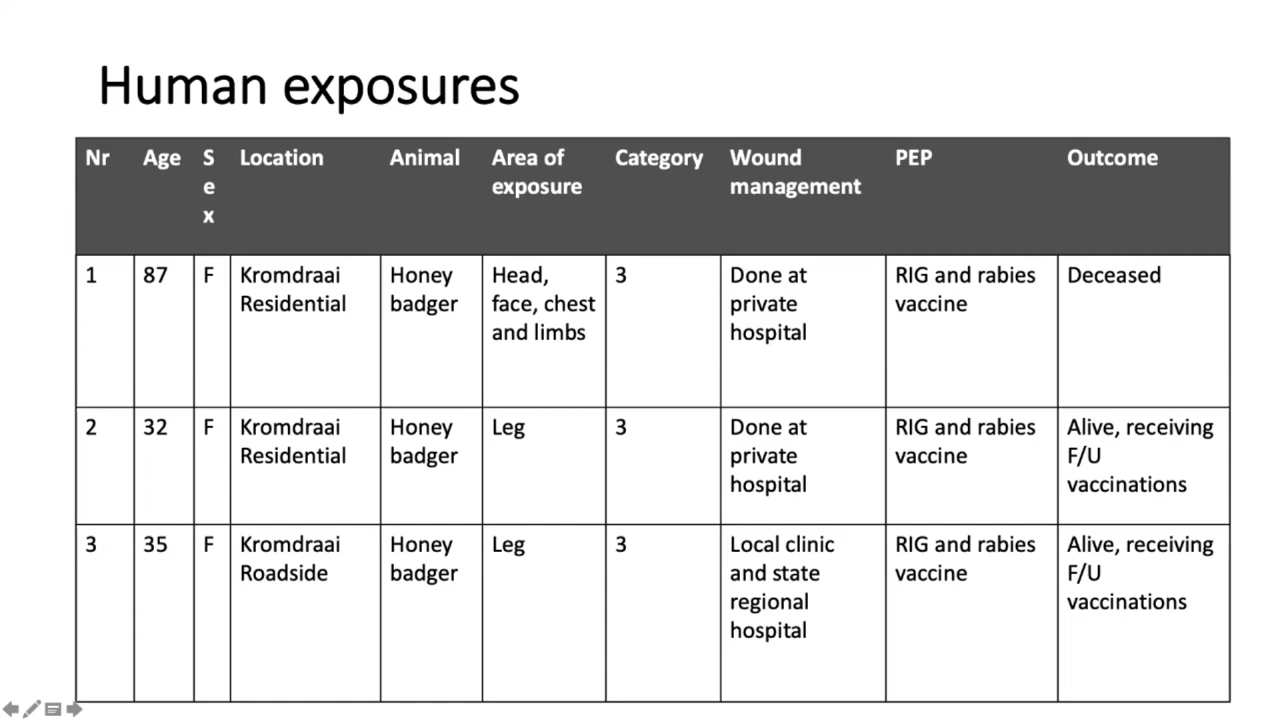 Human exposures
Nr Age Sex Location Animal Area of exposure Category Wound management PEP Outcome
1 87 F Kromdraai Residential Honey badger Head, face, chest and limbs 3 Done at private hospital RIG and rabies vaccine Deceased
2 32 F Kromdraai Residential Honey badger Leg 3 Done at private hospital RIG and rabies vaccine Alive, receiving F/U vaccinations
3 35 F Kromdraai Roadside Honey badger Leg 3 Local clinic and state regional hospital RIG and rabies vaccine Alive, receiving F/U vaccinations